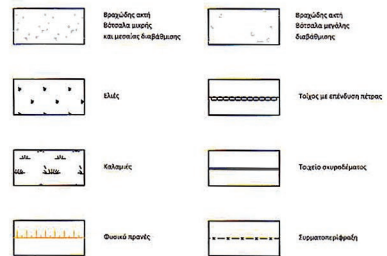 Βραχώδης ακτή
Βότσαλα μικρής
και μεσαίας διαβάθμισης
Βραχώδης ακτή
Βότσαλα μεγάλης
διαβάθμισης
Ελιές
Τοίχος με επένδυση πέτρας
Καλαμιές
Τοιχείο σκυροδέματος
Φυσικό πρανές
Συρματοπερίφραξη